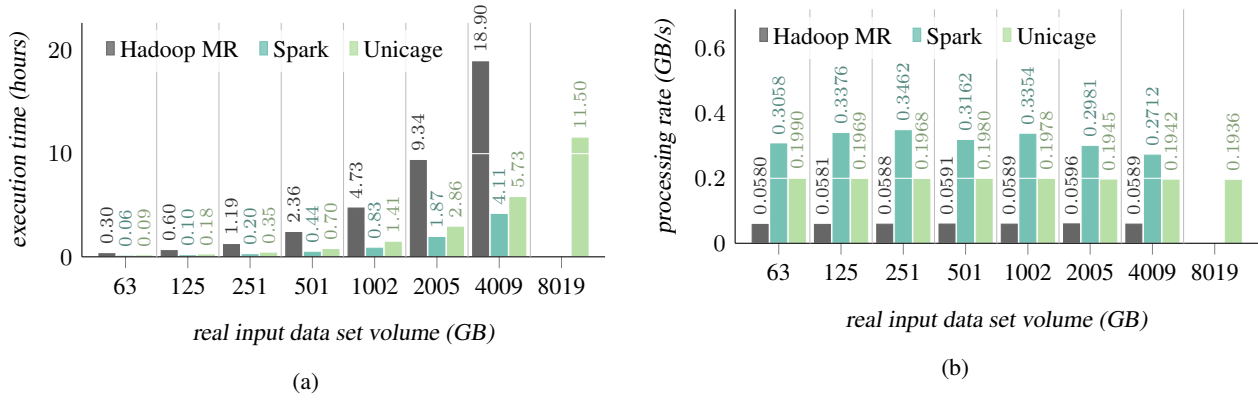 execution time (hours)
20
10
0
Hadoop MR Spark Unicage
0.30 0.06 0.09 0.60 0.10 0.18 1.19 0.20 0.35 2.36 0.44 0.70 4.73 0.83 1.41 9.34 1.87 2.86 18.90 4.11 5.73 11.50
63 125 251 501 1002 2005 4009 8019
real input data set volume (GB)
(a)
processing rate (GB/s)
0.6
0.4
0.2
0
Hadoop MR Spark Unicage
0.0580 0.3058 0.1990 0.0581 0.3376 0.1969 0.0588 0.3462 0.1968 0.0591 0.3162 0.1980 0.0589 0.3354 0.1978 0.0596 0.2981 0.1945 0.0589 0.2712 0.1942 0.1936
63 125 251 501 1002 2005 4009 8019
real input data set volume (GB)
(b)